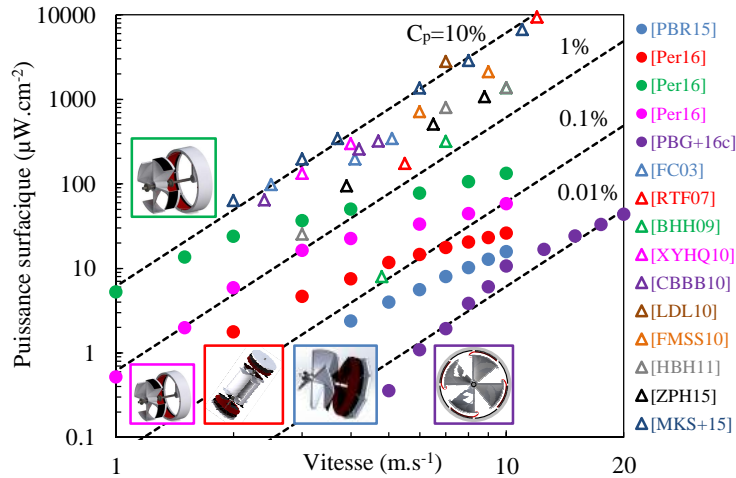 10000
1000
100
10
1
0.1
Puissance surfacique (µW.cm⁻²)
1
10
20
Vitesse (m.s⁻¹)
Cₚ=10%
1%
0.1%
0.01%
[PBR15]
[Per16]
[Per16]
[Per16]
[PBG+16c]
[FC03]
[RTF07]
[BHH09]
[XYHQ10]
[CBBB10]
[LDL10]
[FMSS10]
[HBH11]
[ZPH15]
[MKS+15]